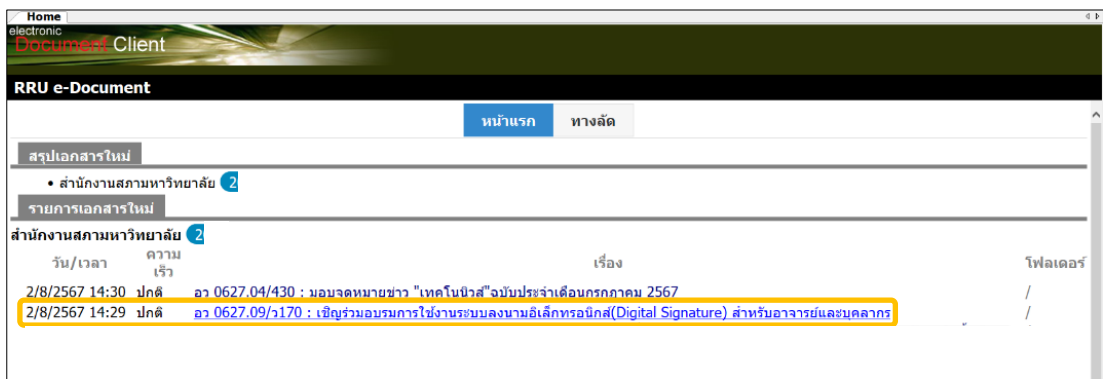 Home
electronic
Document Client
RRU e-Document
หน้าแรก ทางลัด
สรุปเอกสารใหม่
• สำนักงานสภามหาวิทยาลัย 2
รายการเอกสารใหม่
สำนักงานสภามหาวิทยาลัย 2
วัน/เวลา ความเร็ว เรื่อง โฟลเดอร์
2/8/2567 14:30 ปกติ อว 0627.04/430 : มอบจดหมายข่าว "เทคโนนิวส์"ฉบับประจำเดือนกรกฎาคม 2567 /
2/8/2567 14:29 ปกติ อว 0627.09/ว170 : เชิญร่วมอบรมการใช้งานระบบลงนามอิเล็กทรอนิกส์(Digital Signature) สำหรับอาจารย์และบุคลากร /